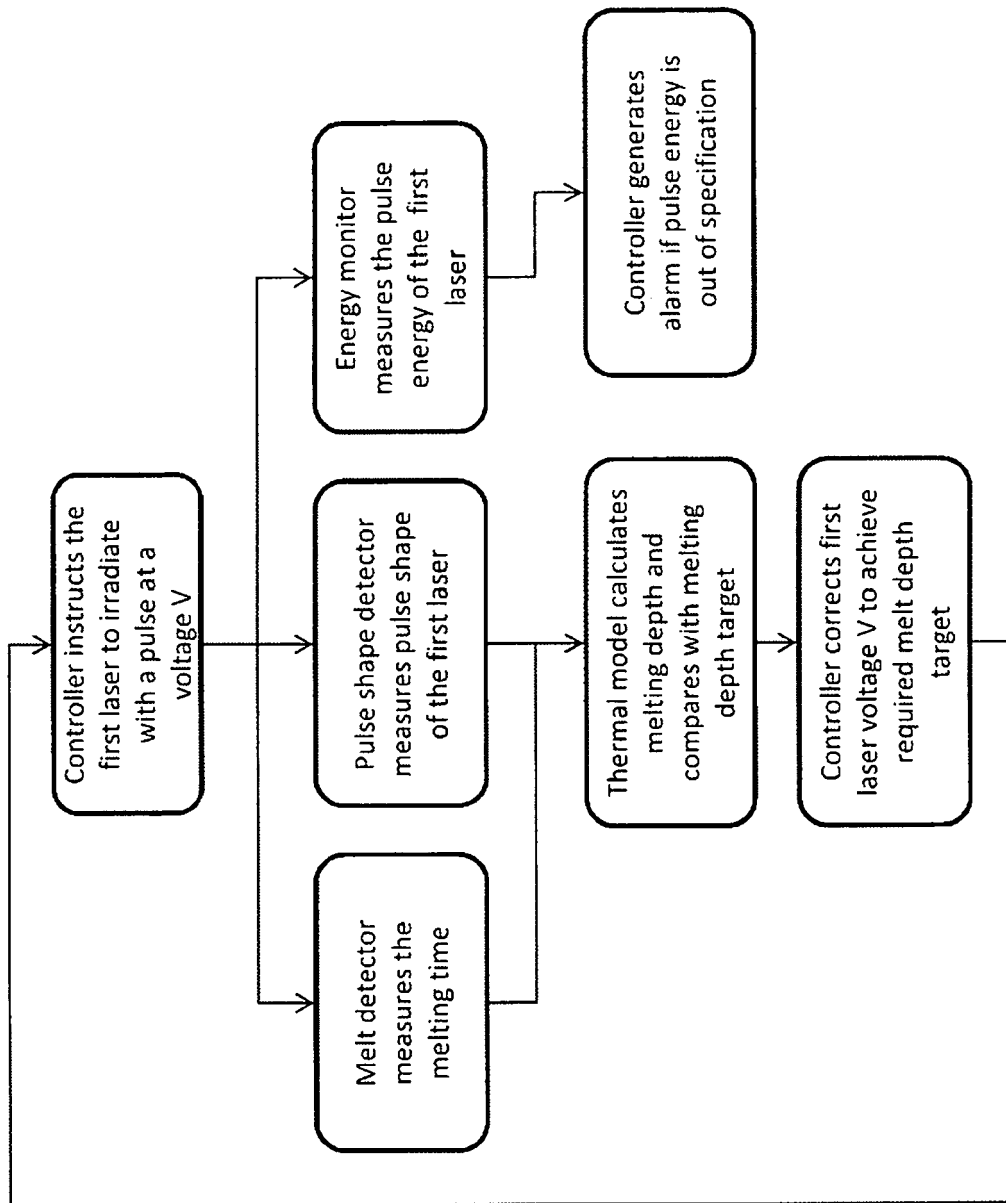 Controller instructs the
first laser to irradiate
with a pulse at a
voltage V
Melt detector
measures the
melting time
Pulse shape detector
measures pulse shape
of the first laser
Energy monitor
measures the pulse
energy of the first
laser
Thermal model calculates
melting depth and
compares with melting
depth target
Controller generates
alarm if pulse energy is
out of specification
Controller corrects first
laser voltage V to achieve
required melt depth
target